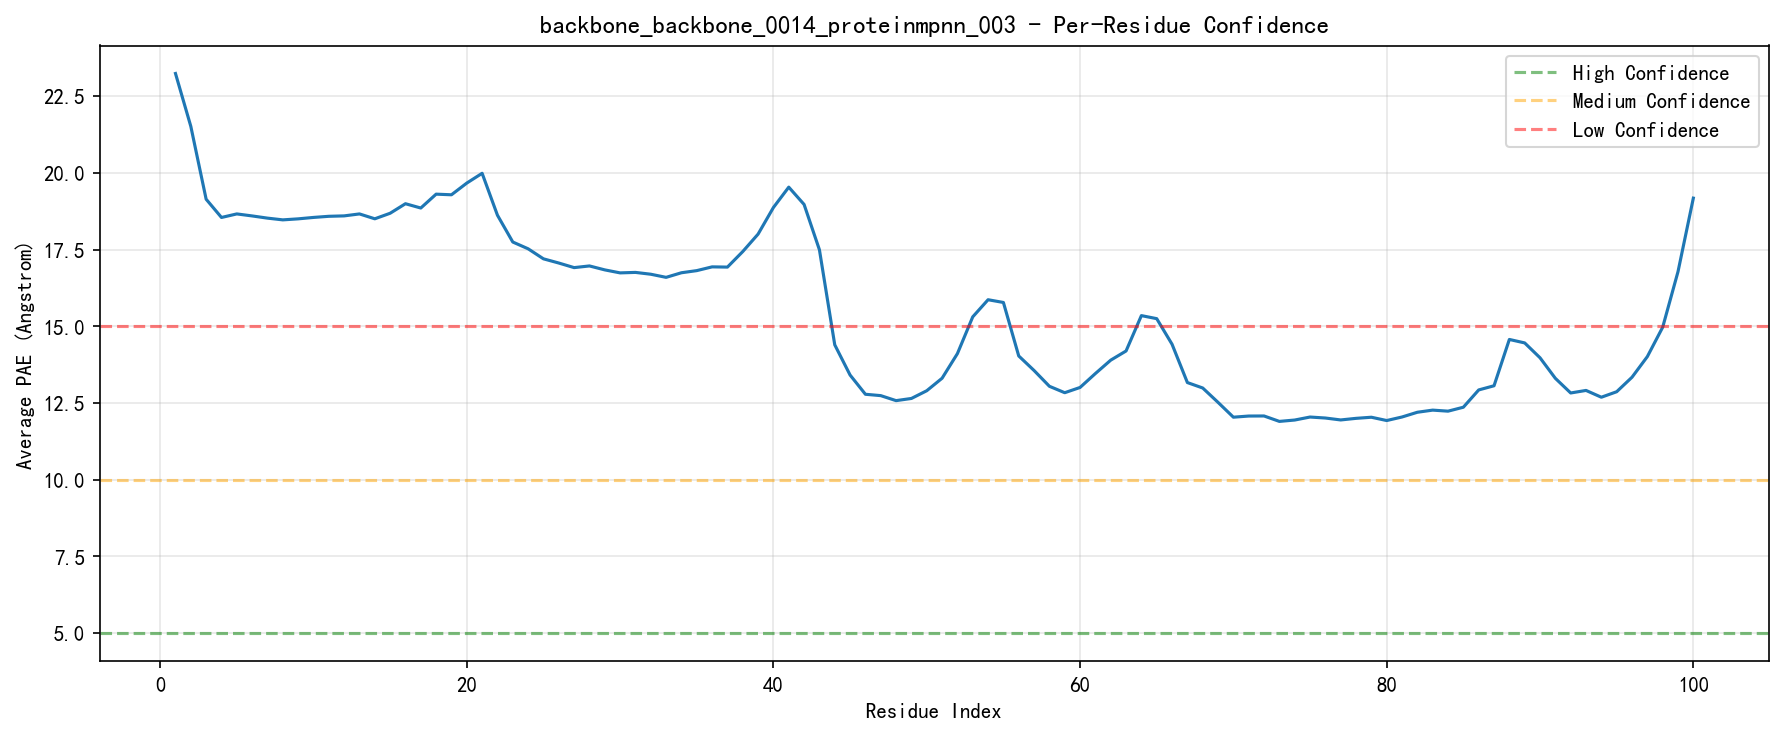 backbone_backbone_0014_proteinmpnn_003 - Per-Residue Confidence
High Confidence
Medium Confidence
Low Confidence
Average PAE (Angstrom)
22.5
20.0
17.5
15.0
12.5
10.0
7.5
5.0
0 20 40 60 80 100
Residue Index